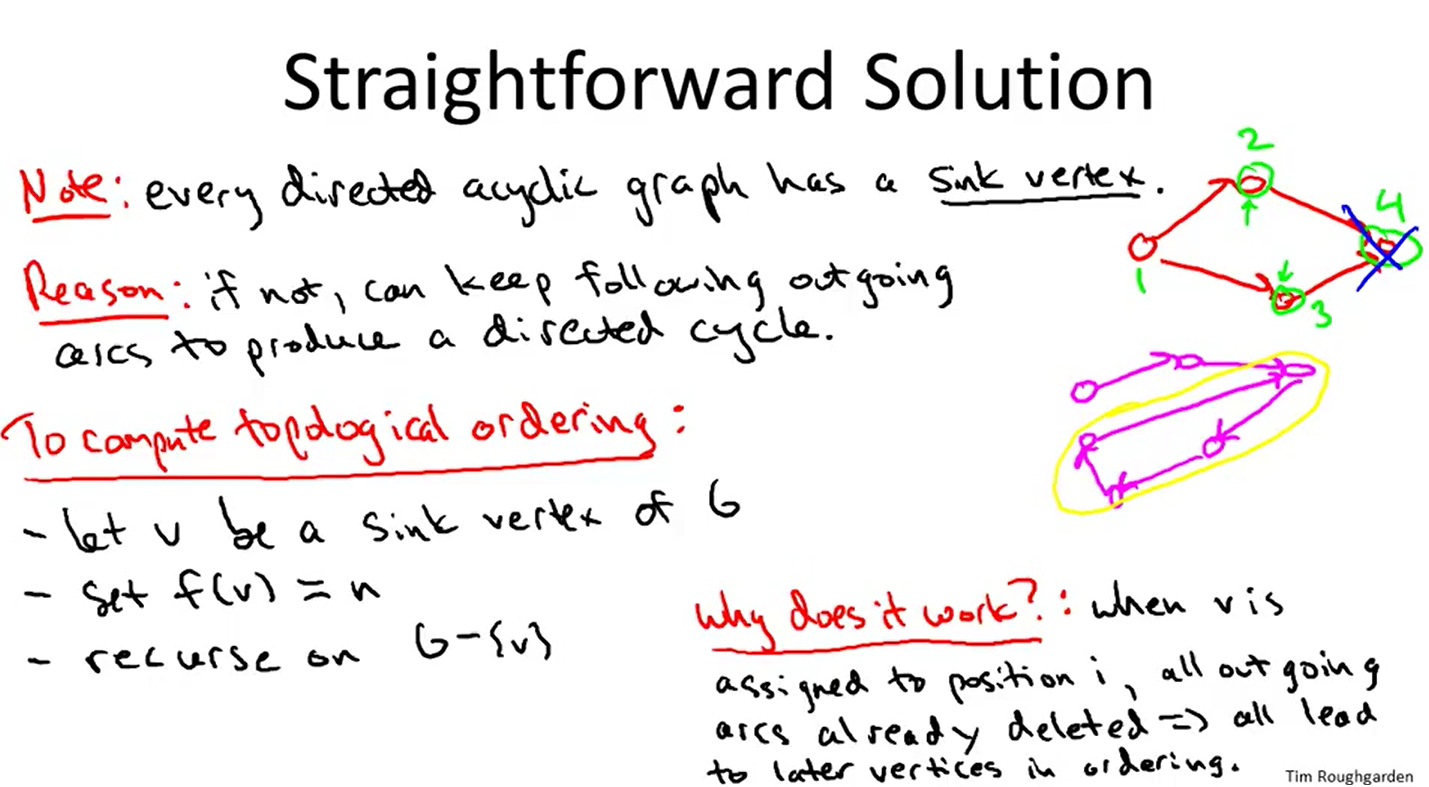 Straightforward Solution
Note: every directed acyclic graph has a sink vertex.
Reason: if not, can keep following outgoing
arcs to produce a directed cycle.
2
4
1
3
To compute topological ordering:
- let v be a sink vertex of G
- set f(v) = n
- recurse on G-{v}
why does it work?: when v is
assigned to position i, all outgoing
arcs already deleted => all lead
to later vertices in ordering.
Tim Roughgarden